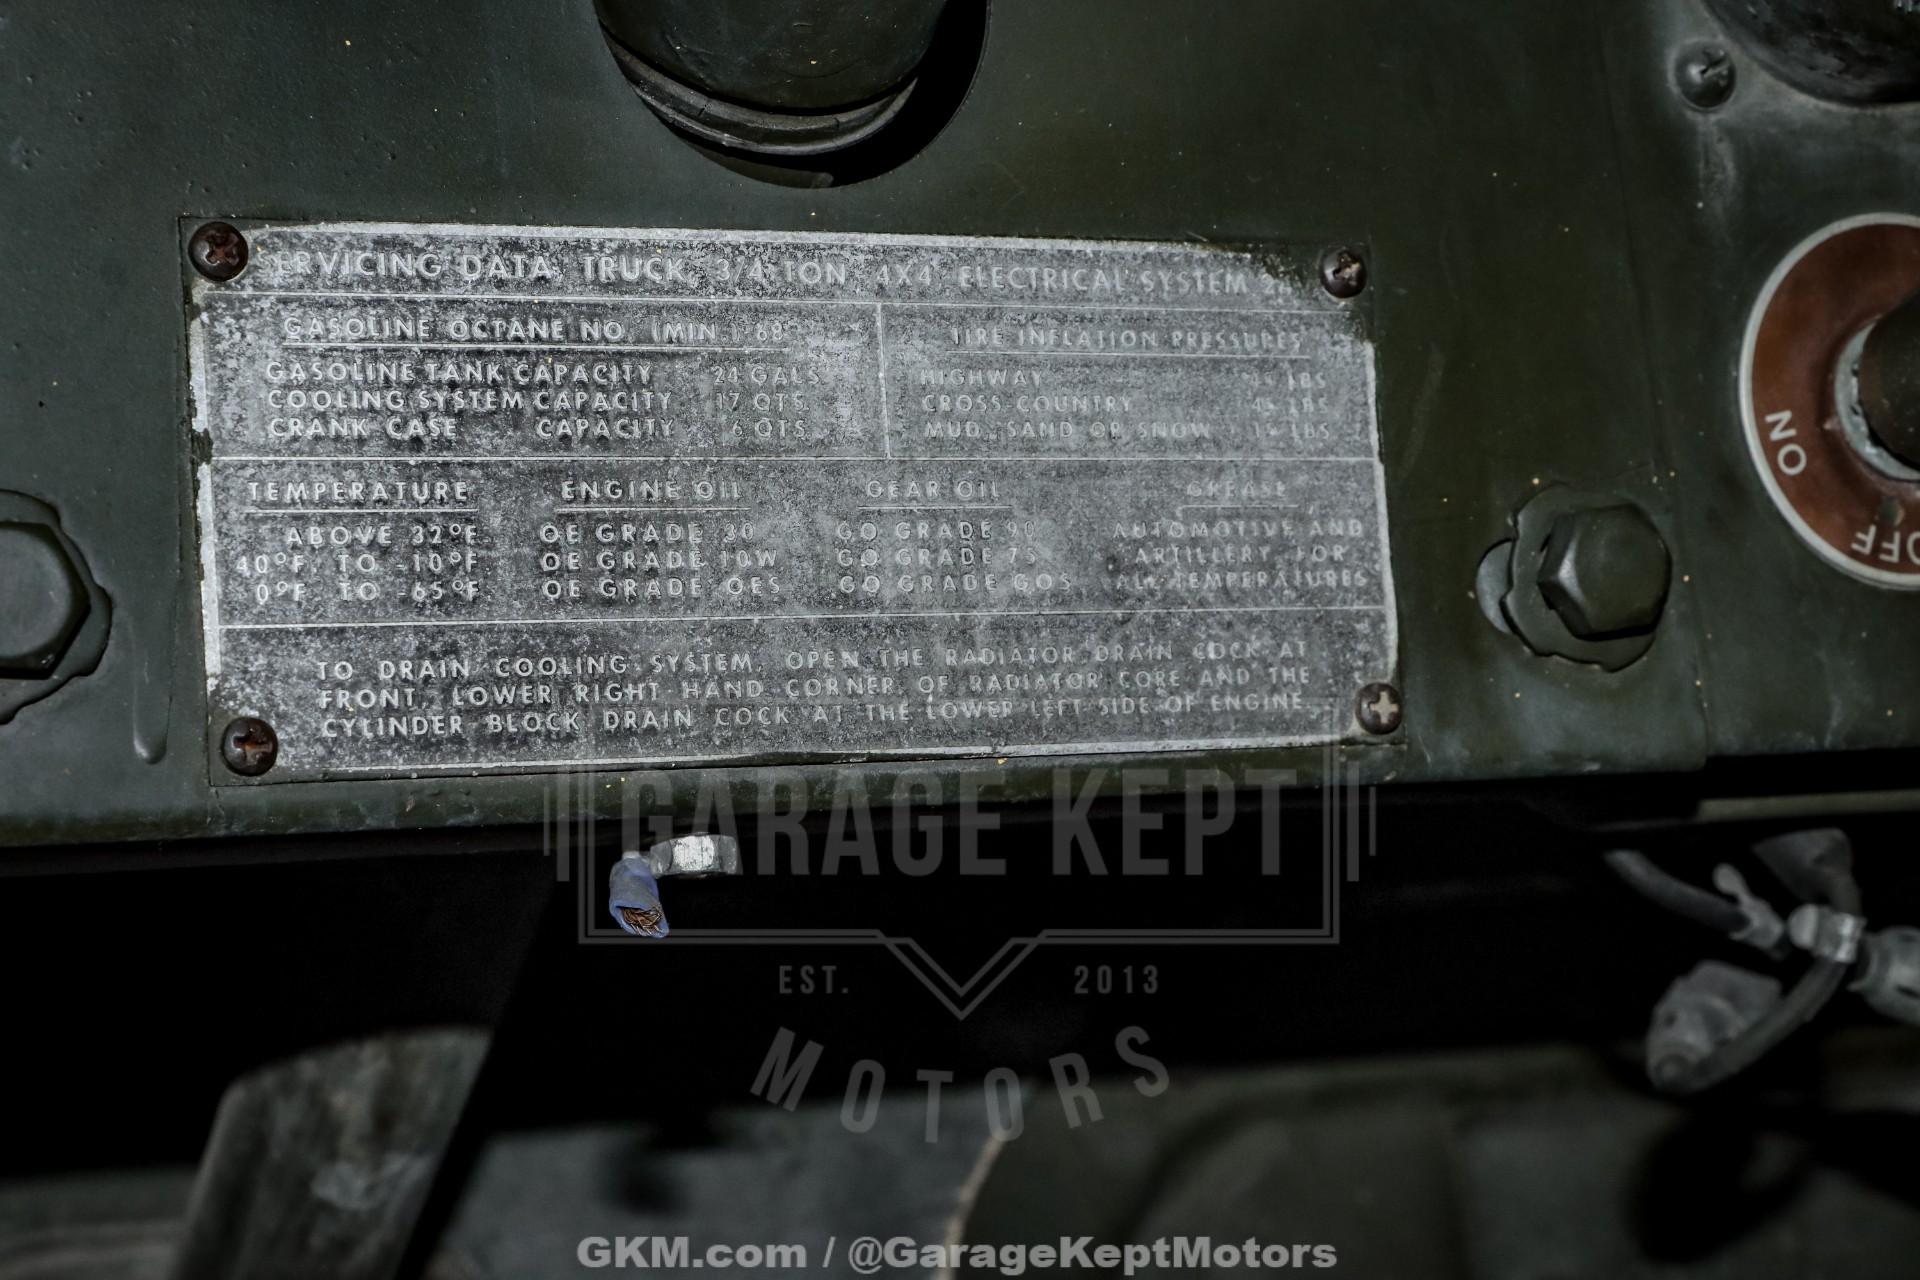 SERVICING DATA, TRUCK, 3/4 TON, 4X4, ELECTRICAL SYSTEM
GASOLINE OCTANE NO. (MIN.) 68
TIRE INFLATION PRESSURES
GASOLINE TANK CAPACITY 24 GALS
COOLING SYSTEM CAPACITY 17 QTS
CRANK CASE CAPACITY 6 QTS
HIGHWAY LBS
CROSS-COUNTRY LBS
MUD, SAND OR SNOW LBS
TEMPERATURE ENGINE OIL GEAR OIL GREASE
ABOVE 32°F OE GRADE 30 GO GRADE 90 AUTOMOTIVE AND
40°F TO -10°F OE GRADE 10W GO GRADE 75 ARTILLERY FOR
0°F TO -65°F OE GRADE OES GO GRADE GOS ALL TEMPERATURES
TO DRAIN COOLING SYSTEM, OPEN THE RADIATOR DRAIN COCK AT
FRONT, LOWER RIGHT HAND CORNER OF RADIATOR CORE AND THE
CYLINDER BLOCK DRAIN COCK AT THE LOWER LEFT SIDE OF ENGINE.
ON
OFF
GARAGE KEPT
EST. 2013
MOTORS
GKM.com / @GarageKeptMotors